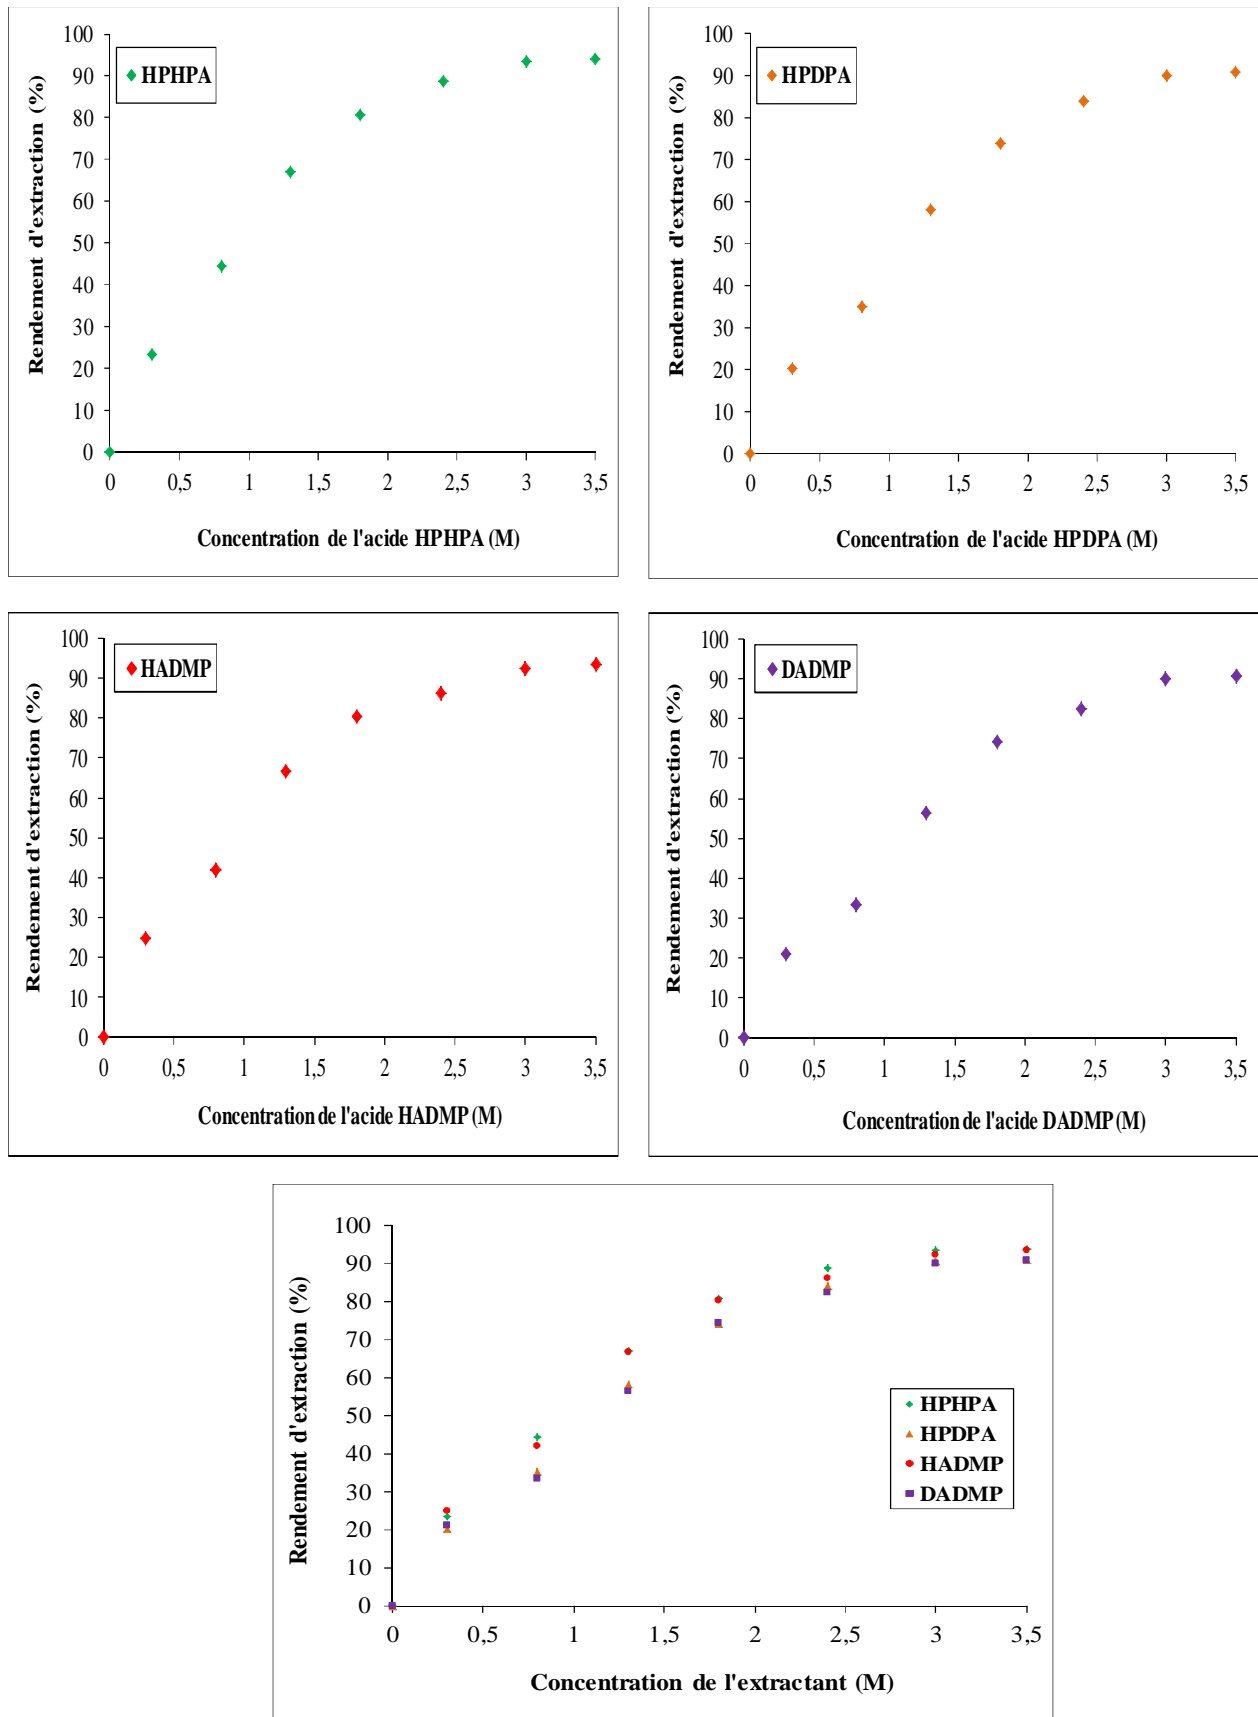 HPHPA
Rendement d'extraction (%)
100
90
80
70
60
50
40
30
20
10
0
0 0,5 1 1,5 2 2,5 3 3,5
Concentration de l'acide HPHPA (M)
HPDPA
Rendement d'extraction (%)
100
90
80
70
60
50
40
30
20
10
0
0 0,5 1 1,5 2 2,5 3 3,5
Concentration de l'acide HPDPA (M)
HADMP
Rendement d'extraction (%)
100
90
80
70
60
50
40
30
20
10
0
0 0,5 1 1,5 2 2,5 3 3,5
Concentration de l'acide HADMP (M)
DADMP
Rendement d'extraction (%)
100
90
80
70
60
50
40
30
20
10
0
0 0,5 1 1,5 2 2,5 3 3,5
Concentration de l'acide DADMP (M)
Rendement d'extraction (%)
100
90
80
70
60
50
40
30
20
10
0
0 0,5 1 1,5 2 2,5 3 3,5
HPHPA
HPDPA
HADMP
DADMP
Concentration de l'extractant (M)